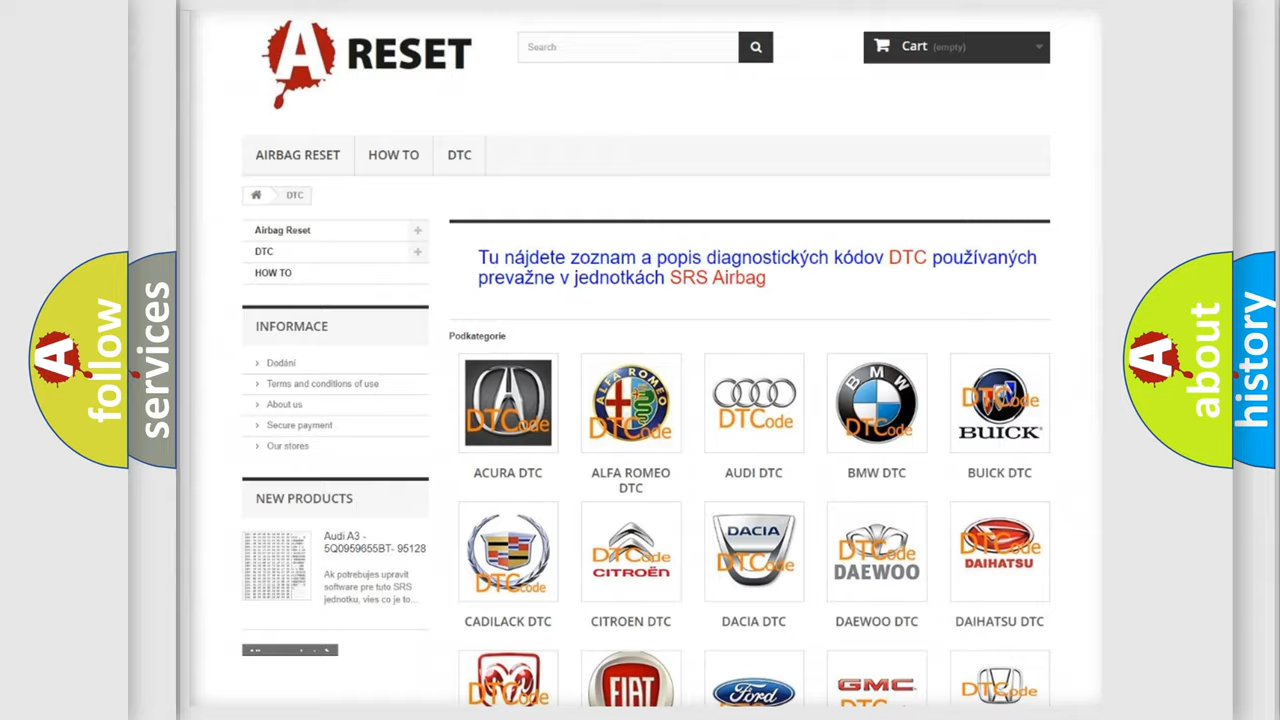 A RESET
Search
Cart (empty)
AIRBAG RESET
HOW TO
DTC
DTC
Airbag Reset
DTC
HOW TO
INFORMACE
Dodání
Terms and conditions of use
About us
Secure payment
Our stores
NEW PRODUCTS
Audi A3 -
5Q0959655BT- 95128
Ak potrebujes upravit
software pre tuto SRS
jednotku, vies co je to...
Tu nájdete zoznam a popis diagnostických kódov DTC používaných
prevažne v jednotkách SRS Airbag
Podkategorie
DTCode
ALFA ROMEO
DTCode
DTCode
BMW
DTCode
DTCode
BUICK
ACURA DTC
ALFA ROMEO
DTC
AUDI DTC
BMW DTC
BUICK DTC
DTCode
DTCode
CITROËN
DACIA
DTCode
DTCode
DAEWOO
DTCode
DAIHATSU
CADILACK DTC
CITROEN DTC
DACIA DTC
DAEWOO DTC
DAIHATSU DTC
DTCode
FIAT
Ford
GMC
DTCode
A
follow
services
A
about
history